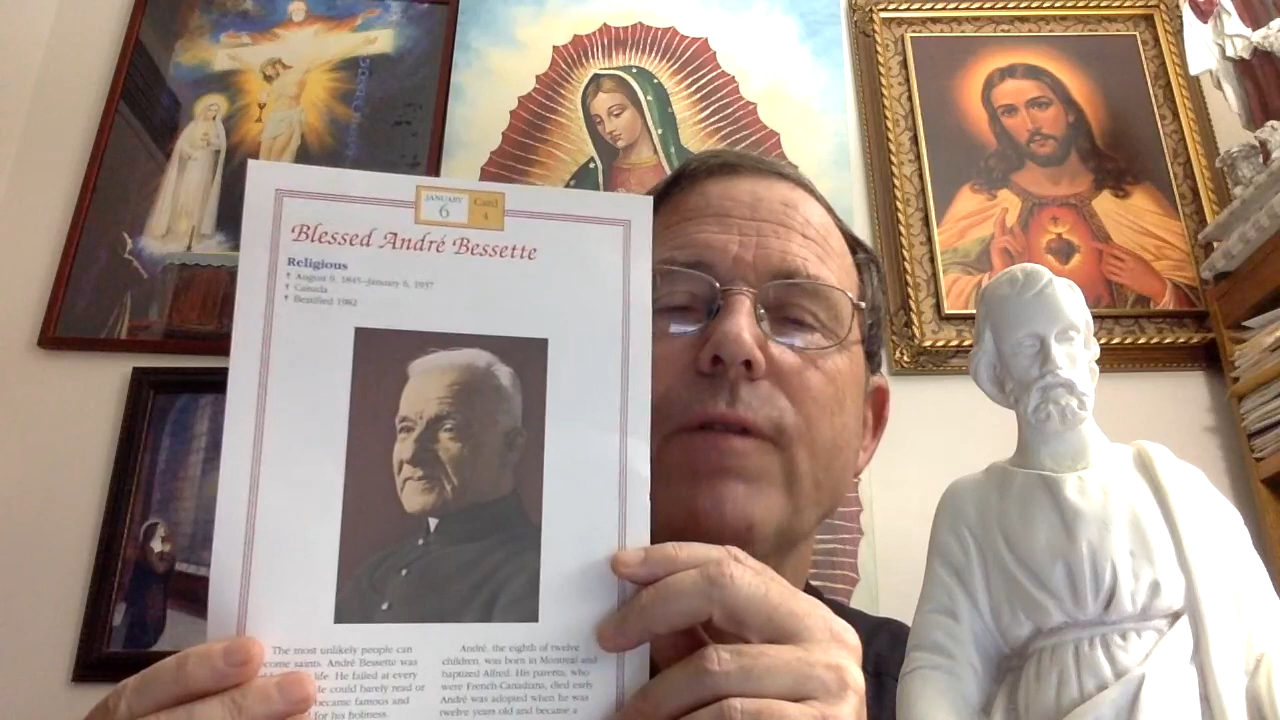 JANUARY
6
Card
4
Blessed André Bessette
Religious
† August 9, 1845–January 6, 1937
† Canada
† Beatified 1982
The most unlikely people can
come saints. André Bessette was
life. He failed at every
He could barely read or
became famous and
for his holiness.
André, the eighth of twelve
children, was born in Montreal and
baptized Alfred. His parents, who
were French-Canadians, died early
André was adopted when he was
twelve years old and became a